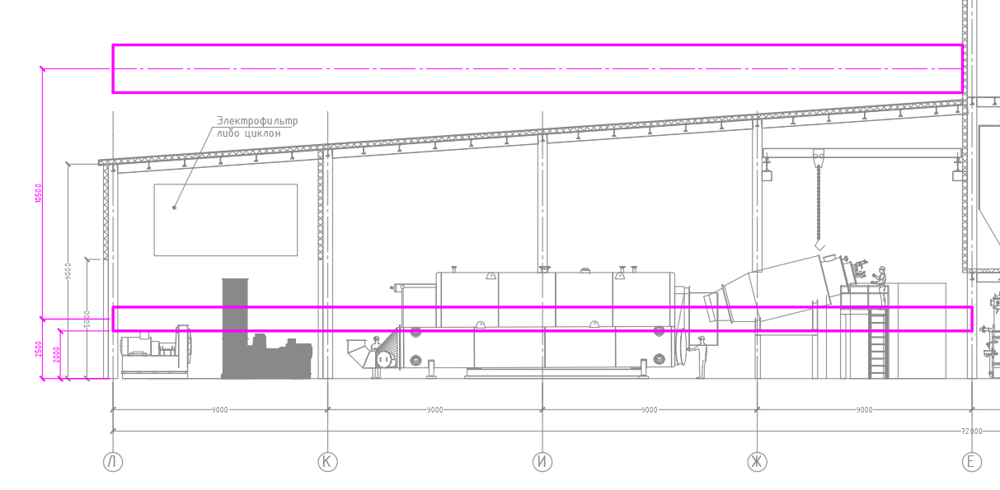 Электрофильтр
либо циклон
10500
9000
5000
2500
2000
9000
9000
9000
9000
72000
Л
К
И
Ж
Е